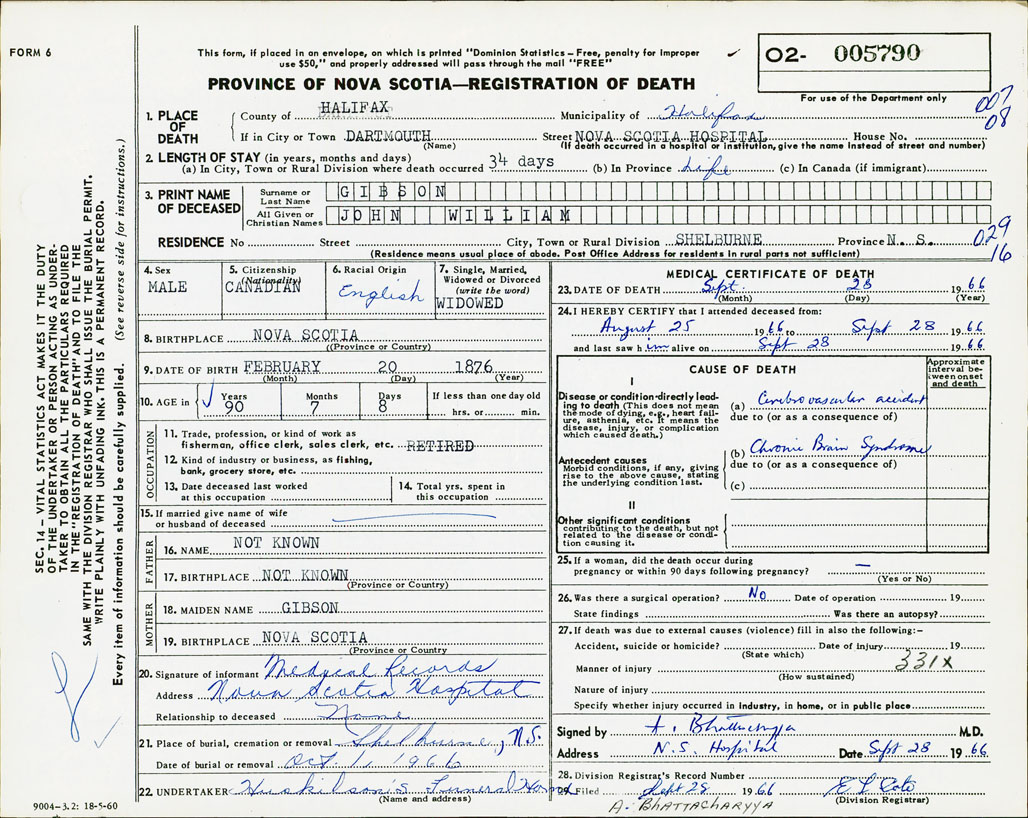 FORM 6
This form, if placed in an envelope, on which is printed "Dominion Statistics – Free, penalty for improper
use $50," and properly addressed will pass through the mail "FREE"
O2- 005790
For use of the Department only
PROVINCE OF NOVA SCOTIA—REGISTRATION OF DEATH
007
08
1. PLACE OF DEATH
County of HALIFAX Municipality of Halifax
If in City or Town DARTMOUTH Street NOVA SCOTIA HOSPITAL House No.
(Name) (If death occurred in a hospital or institution, give the name instead of street and number)
2. LENGTH OF STAY (in years, months and days)
(a) In City, Town or Rural Division where death occurred 34 days (b) In Province Life (c) In Canada (if immigrant)
3. PRINT NAME OF DECEASED
Surname or Last Name GIBSON
All Given or Christian Names JOHN WILLIAM
RESIDENCE No Street City, Town or Rural Division SHELBURNE Province N. S.
(Residence means usual place of abode. Post Office Address for residents in rural parts not sufficient)
029
16
4. Sex
MALE
5. Citizenship
(Nationality)
CANADIAN
6. Racial Origin
English
7. Single, Married,
Widowed or Divorced
(write the word)
WIDOWED
8. BIRTHPLACE NOVA SCOTIA
(Province or Country)
9. DATE OF BIRTH FEBRUARY 20 1876
(Month) (Day) (Year)
10. AGE in
Years 90
Months 7
Days 8
If less than one day old
hrs. or min.
OCCUPATION
11. Trade, profession, or kind of work as
fisherman, office clerk, sales clerk, etc. RETIRED
12. Kind of industry or business, as fishing,
bank, grocery store, etc.
13. Date deceased last worked
at this occupation
14. Total yrs. spent in
this occupation
15. If married give name of wife
or husband of deceased
FATHER
16. NAME NOT KNOWN
17. BIRTHPLACE NOT KNOWN
(Province or Country)
MOTHER
18. MAIDEN NAME GIBSON
19. BIRTHPLACE NOVA SCOTIA
(Province or Country
20. Signature of informant Medical Records
Address Nova Scotia Hospital
Relationship to deceased None
21. Place of burial, cremation or removal Shelburne, N.S.
Date of burial or removal Oct 1, 1966
22. UNDERTAKER Huskilson's Funeral Home
(Name and address)
9004-3.2: 18-5-60
MEDICAL CERTIFICATE OF DEATH
23. DATE OF DEATH Sept. 28 1966
(Month) (Day) (Year)
24. I HEREBY CERTIFY that I attended deceased from:
August 25 1966 to Sept 28 1966
and last saw him alive on Sept 28 1966
CAUSE OF DEATH
Approximate
interval be-
tween onset
and death
I
Disease or condition directly lead-
ing to death (This does not mean
the mode of dying, e.g., heart fail-
ure, asthenia, etc. It means the
disease, injury, or complication
which caused death.)
(a) Cerebrovascular accident
due to (or as a consequence of)
Antecedent causes
Morbid conditions, if any, giving
rise to the above cause, stating
the underlying condition last.
(b) Chronic Brain Syndrome
due to (or as a consequence of)
(c)
II
Other significant conditions
contributing to the death, but not
related to the disease or condi-
tion causing it.
25. If a woman, did the death occur during
pregnancy or within 90 days following pregnancy? —
(Yes or No)
26. Was there a surgical operation? No Date of operation 19
State findings Was there an autopsy?
27. If death was due to external causes (violence) fill in also the following:–
Accident, suicide or homicide? Date of injury 19
(State which)
Manner of injury 331X
(How sustained)
Nature of injury
Specify whether injury occurred in industry, in home, or in public place
Signed by A. Bhattacharyya M.D.
Address N.S. Hospital Date Sept 28 1966
28. Division Registrar's Record Number
29. Filed Sept 28 1966
(Division Registrar)
A. BHATTACHARYYA
SEC. 14 – VITAL STATISTICS ACT MAKES IT THE DUTY
OF THE UNDERTAKER OR PERSON ACTING AS UNDER-
TAKER TO OBTAIN ALL THE PARTICULARS REQUIRED
IN THE "REGISTRATION OF DEATH" AND TO FILE THE
SAME WITH THE DIVISION REGISTRAR WHO SHALL ISSUE THE BURIAL PERMIT.
WRITE PLAINLY WITH UNFADING INK. THIS IS A PERMANENT RECORD.
Every item of information should be carefully supplied. (See reverse side for instructions.)